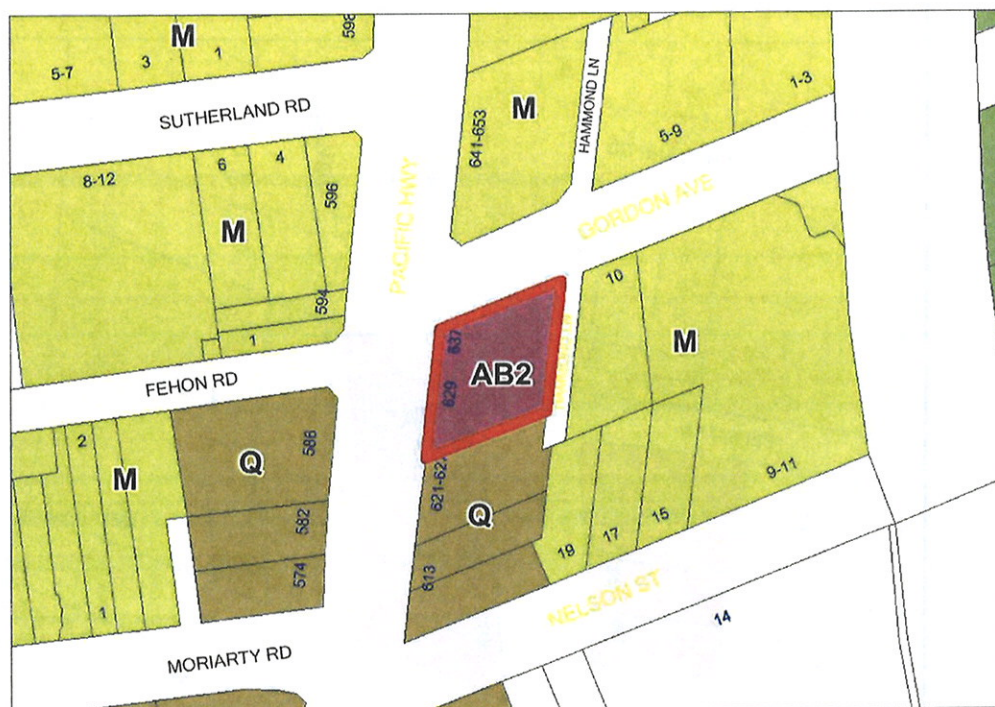 M
598
5-7
3
1
SUTHERLAND RD
HAMMOND LN
M
641-653
1-3
5-9
8-12
6
4
596
M
PACIFIC HWY
GORDON AVE
594
1
10
637
AB2
629
M
FEHON RD
2
M
Q
586
621-627
Q
9-11
582
15
17
19
574
613
1
NELSON ST
14
MORIARTY RD